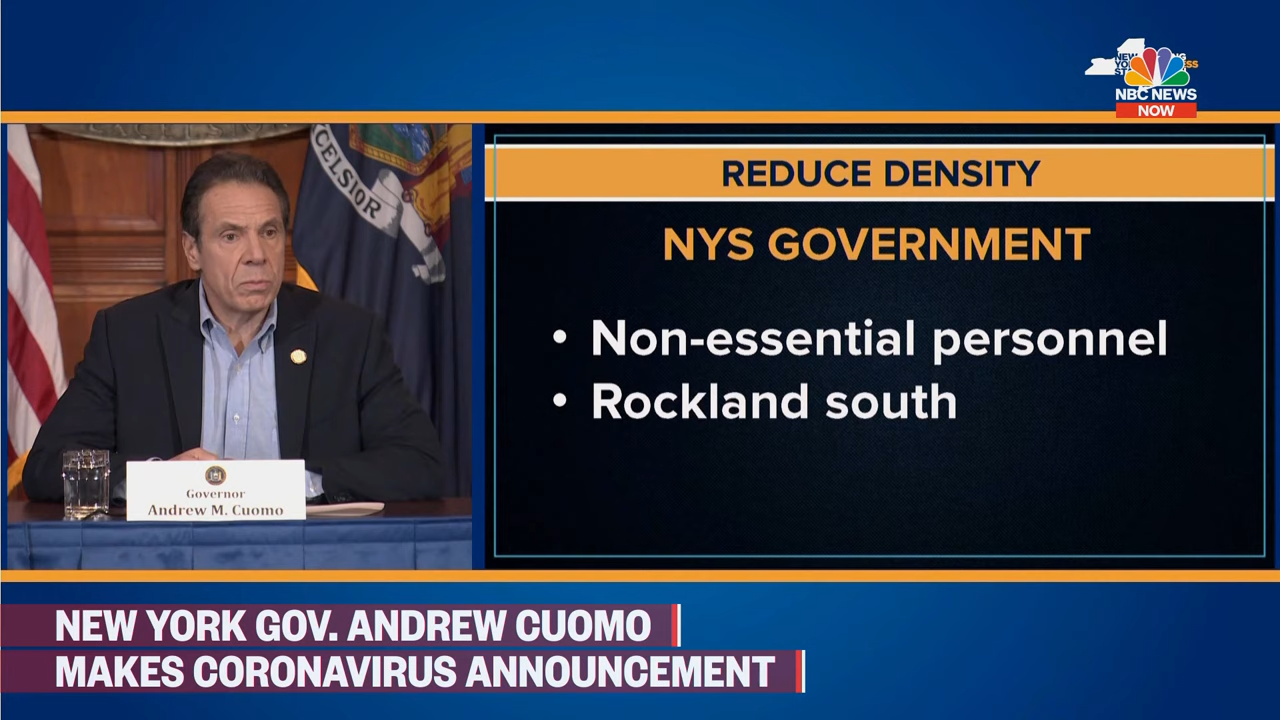 NBC NEWS
NOW
CELSIOR
REDUCE DENSITY
NYS GOVERNMENT
• Non-essential personnel
• Rockland south
Governor
Andrew M. Cuomo
NEW YORK GOV. ANDREW CUOMO
MAKES CORONAVIRUS ANNOUNCEMENT